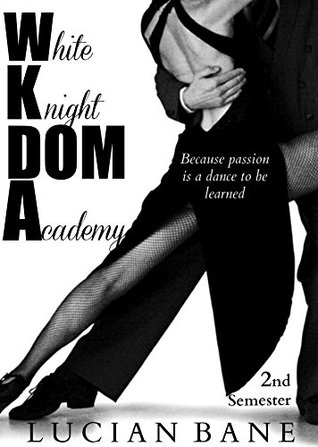 White
Knight
DOM
Academy
Because passion
is a dance to be
learned
2nd
Semester
LUCIAN BANE